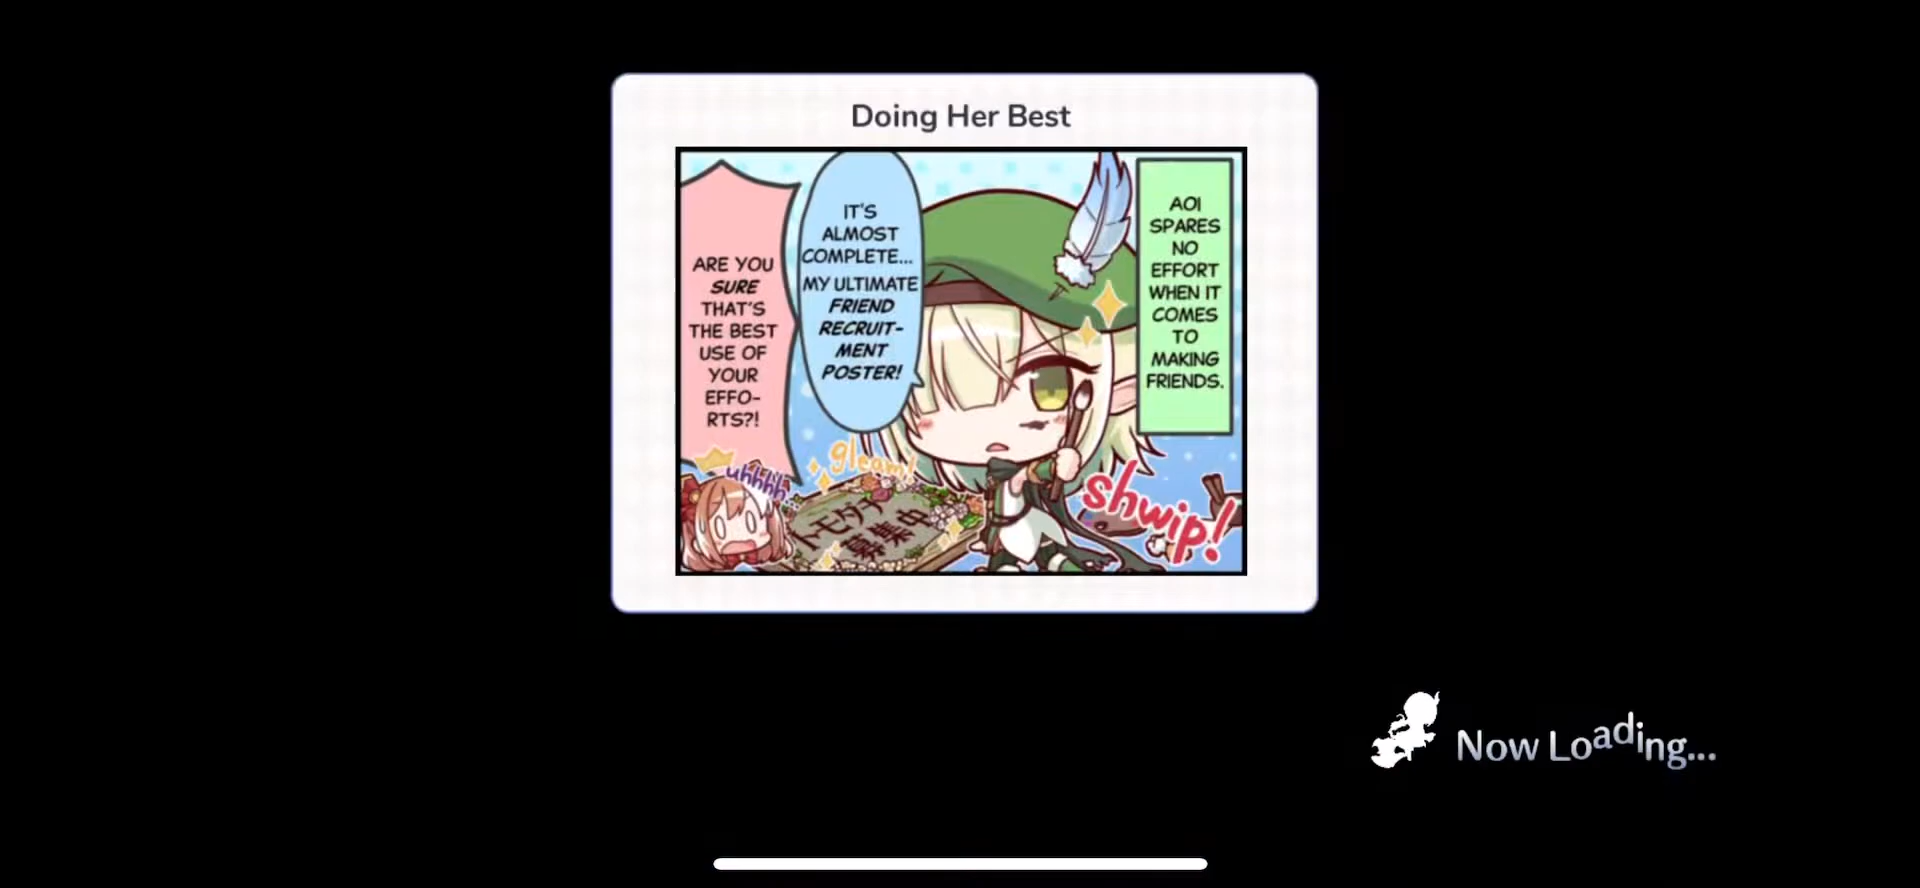 Doing Her Best
AOI
SPARES
NO
EFFORT
WHEN IT
COMES
TO
MAKING
FRIENDS.
IT'S
ALMOST
COMPLETE...
MY ULTIMATE
FRIEND
RECRUIT-
MENT
POSTER!
ARE YOU
SURE
THAT'S
THE BEST
USE OF
YOUR
EFFO-
RTS?!
gleam!
uhhhh...
shwip!
トモダチ
募集中
Now Loading...